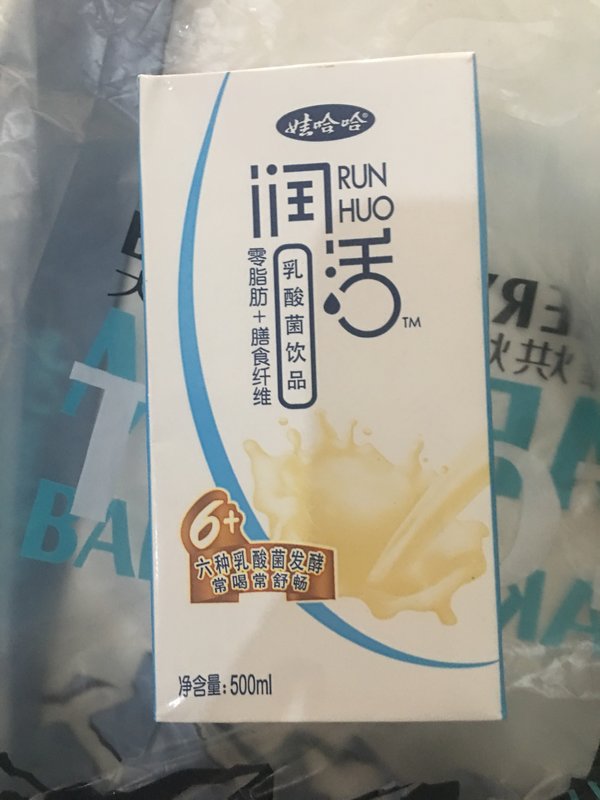 娃哈哈®
润活
RUN
HUO
TM
乳酸菌饮品
零脂肪+膳食纤维
6+
六种乳酸菌发酵
常喝常舒畅
净含量:500ml